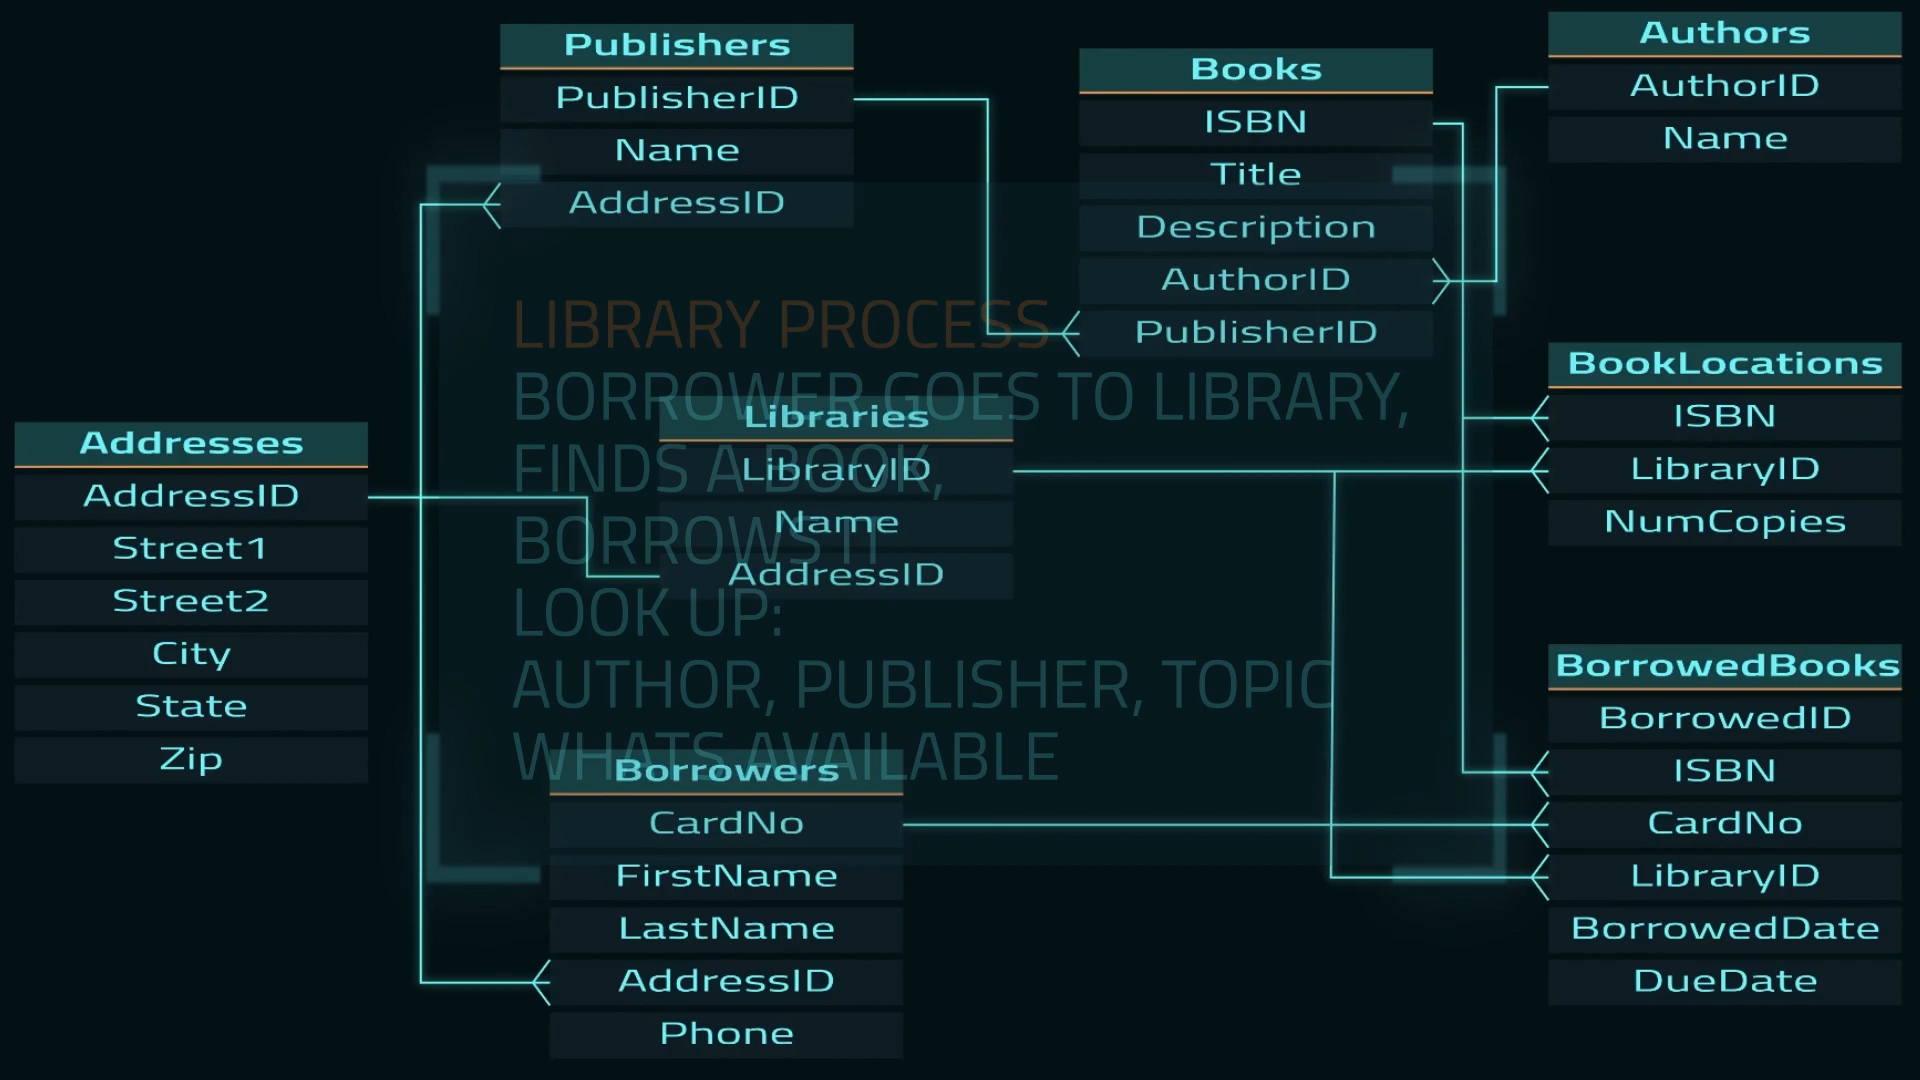 Publishers
PublisherID
Name
AddressID
Books
ISBN
Title
Description
AuthorID
PublisherID
Authors
AuthorID
Name
LIBRARY PROCESS
BORROWER GOES TO LIBRARY,
FINDS A BOOK,
BORROWS IT
LOOK UP:
AUTHOR, PUBLISHER, TOPIC
WHATS AVAILABLE
Addresses
AddressID
Street1
Street2
City
State
Zip
Libraries
LibraryID
Name
AddressID
BookLocations
ISBN
LibraryID
NumCopies
Borrowers
CardNo
FirstName
LastName
AddressID
Phone
BorrowedBooks
BorrowedID
ISBN
CardNo
LibraryID
BorrowedDate
DueDate